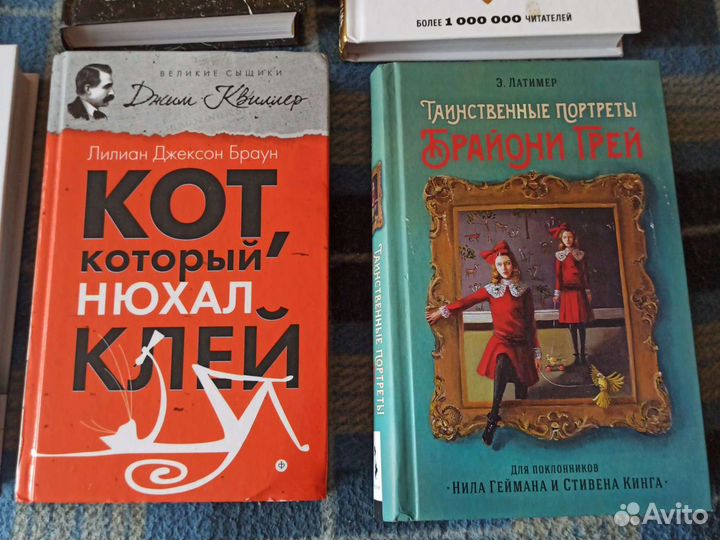 БОЛЕЕ 1 000 000 ЧИТАТЕЛЕЙ
ВЕЛИКИЕ СЫЩИКИ
Джим Квиллер
Лилиан Джексон Браун
КОТ,
который
НЮХАЛ
КЛЕЙ
Ф
Э. ЛАТИМЕР
ТАИНСТВЕННЫЕ ПОРТРЕТЫ
БРАЙОНИ ГРЕЙ
ТАИНСТВЕННЫЕ ПОРТРЕТЫ
ДЛЯ ПОКЛОННИКОВ
· НИЛА ГЕЙМАНА И СТИВЕНА КИНГА ·
Avito